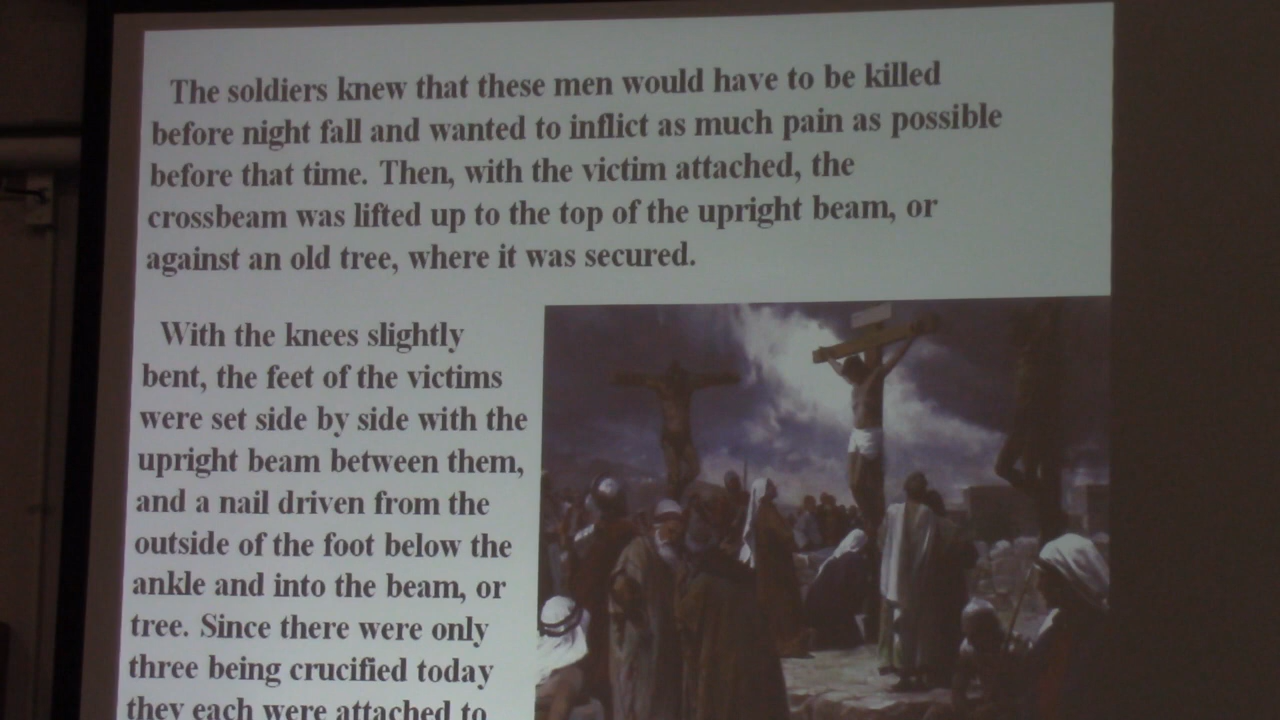 The soldiers knew that these men would have to be killed
before night fall and wanted to inflict as much pain as possible
before that time. Then, with the victim attached, the
crossbeam was lifted up to the top of the upright beam, or
against an old tree, where it was secured.
With the knees slightly
bent, the feet of the victims
were set side by side with the
upright beam between them,
and a nail driven from the
outside of the foot below the
ankle and into the beam, or
tree. Since there were only
three being crucified today
they each were attached to